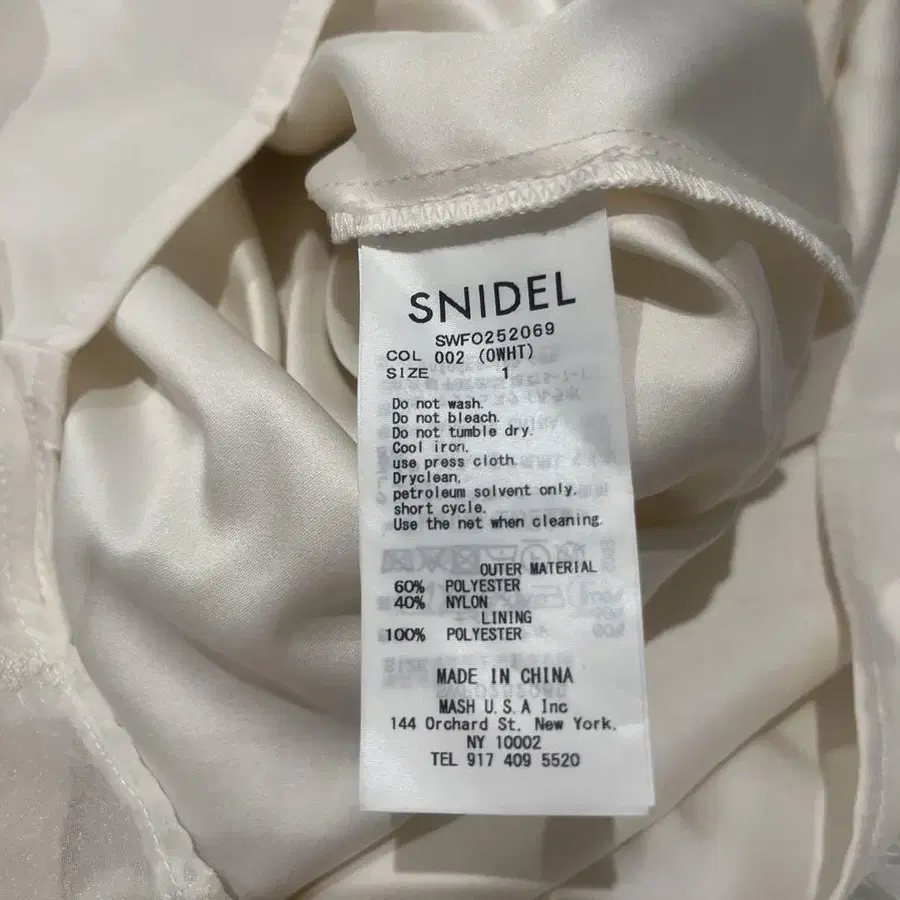 SNIDEL
SWFO252069
COL 002 (OWHT)
SIZE 1
Do not wash.
Do not bleach.
Do not tumble dry.
Cool iron.
use press cloth.
Dryclean,
petroleum solvent only.
short cycle.
Use the net when cleaning.
OUTER MATERIAL
60% POLYESTER
40% NYLON
LINING
100% POLYESTER
MADE IN CHINA
MASH U.S.A Inc
144 Orchard St. New York.
NY 10002
TEL 917 409 5520